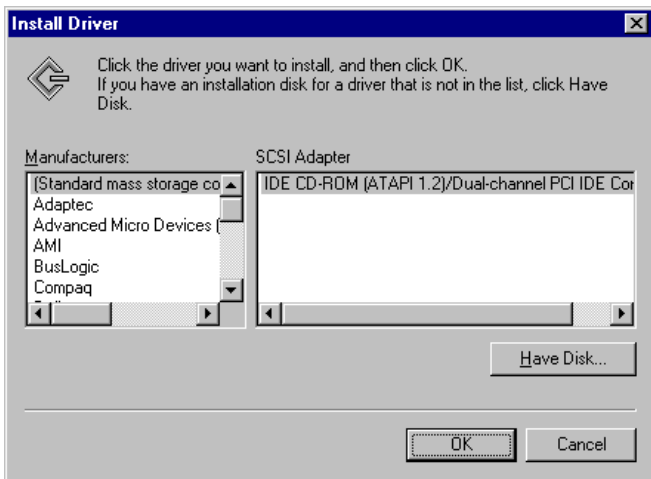 Install Driver
Click the driver you want to install, and then click OK.
If you have an installation disk for a driver that is not in the list, click Have
Disk.
Manufacturers:
SCSI Adapter
(Standard mass storage co
IDE CD-ROM (ATAPI 1.2)/Dual-channel PCI IDE Cor
Adaptec
Advanced Micro Devices (
AMI
BusLogic
Compaq
Have Disk...
OK
Cancel